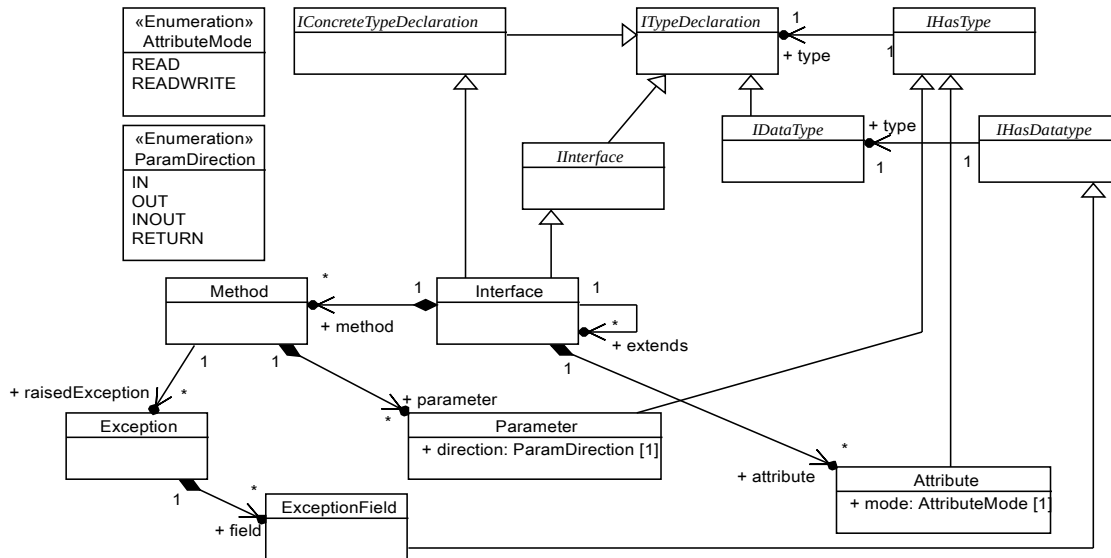 «Enumeration»
AttributeMode
READ
READWRITE
«Enumeration»
ParamDirection
IN
OUT
INOUT
RETURN
IConcreteTypeDeclaration
ITypeDeclaration
1
+ type
1
IHasType
IInterface
IDataType
+ type
1
1
IHasDatatype
Method
*
+ method
1
Interface
1
*
+ extends
1
1
1
+ raisedException
*
Exception
+ parameter
*
Parameter
+ direction: ParamDirection [1]
*
+ attribute
Attribute
+ mode: AttributeMode [1]
1
*
+ field
ExceptionField